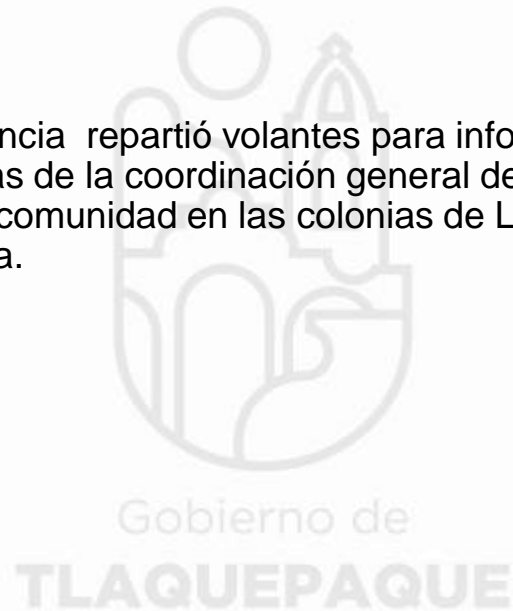 ncia repartió volantes para info
as de la coordinación general de
comunidad en las colonias de L
a.
Gobierno de
TLAQUEPAQUE